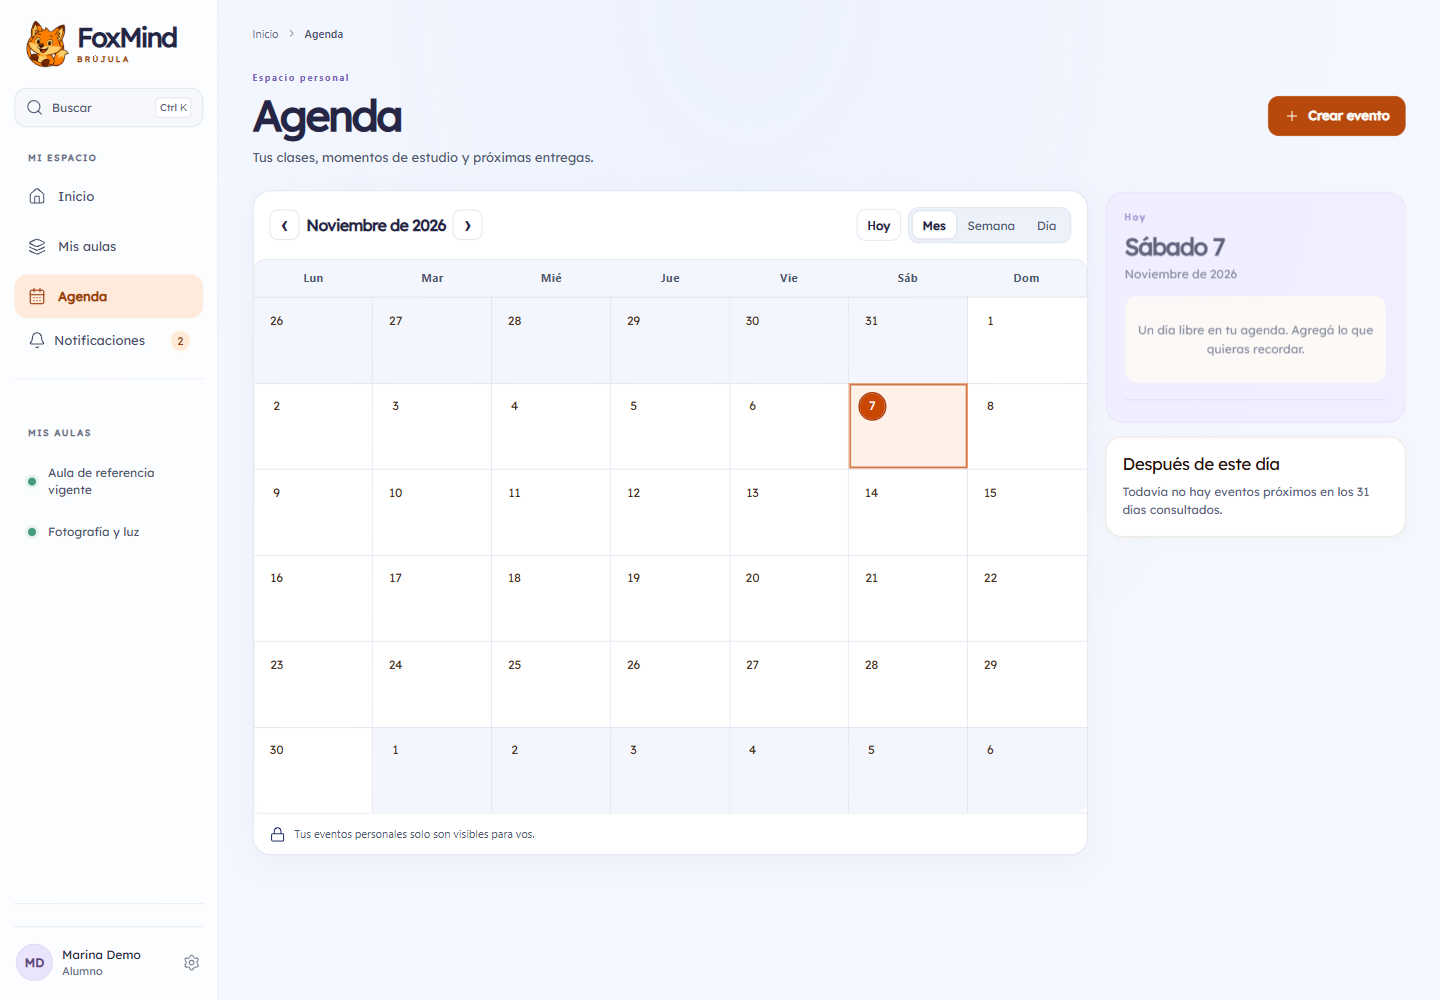 FoxMind
BRÚJULA
Buscar
Ctrl K
MI ESPACIO
Inicio
Mis aulas
Agenda
Notificaciones
2
MIS AULAS
Aula de referencia
vigente
Fotografía y luz
MD
Marina Demo
Alumno
Inicio > Agenda
Espacio personal
Agenda
Tus clases, momentos de estudio y próximas entregas.
+ Crear evento
‹ Noviembre de 2026 ›
Hoy
Mes Semana Día
Lun Mar Mié Jue Vie Sáb Dom
26 27 28 29 30 31 1
2 3 4 5 6 7 8
9 10 11 12 13 14 15
16 17 18 19 20 21 22
23 24 25 26 27 28 29
30 1 2 3 4 5 6
Tus eventos personales solo son visibles para vos.
Hoy
Sábado 7
Noviembre de 2026
Un día libre en tu agenda. Agregá lo que
quieras recordar.
Después de este día
Todavía no hay eventos próximos en los 31
días consultados.